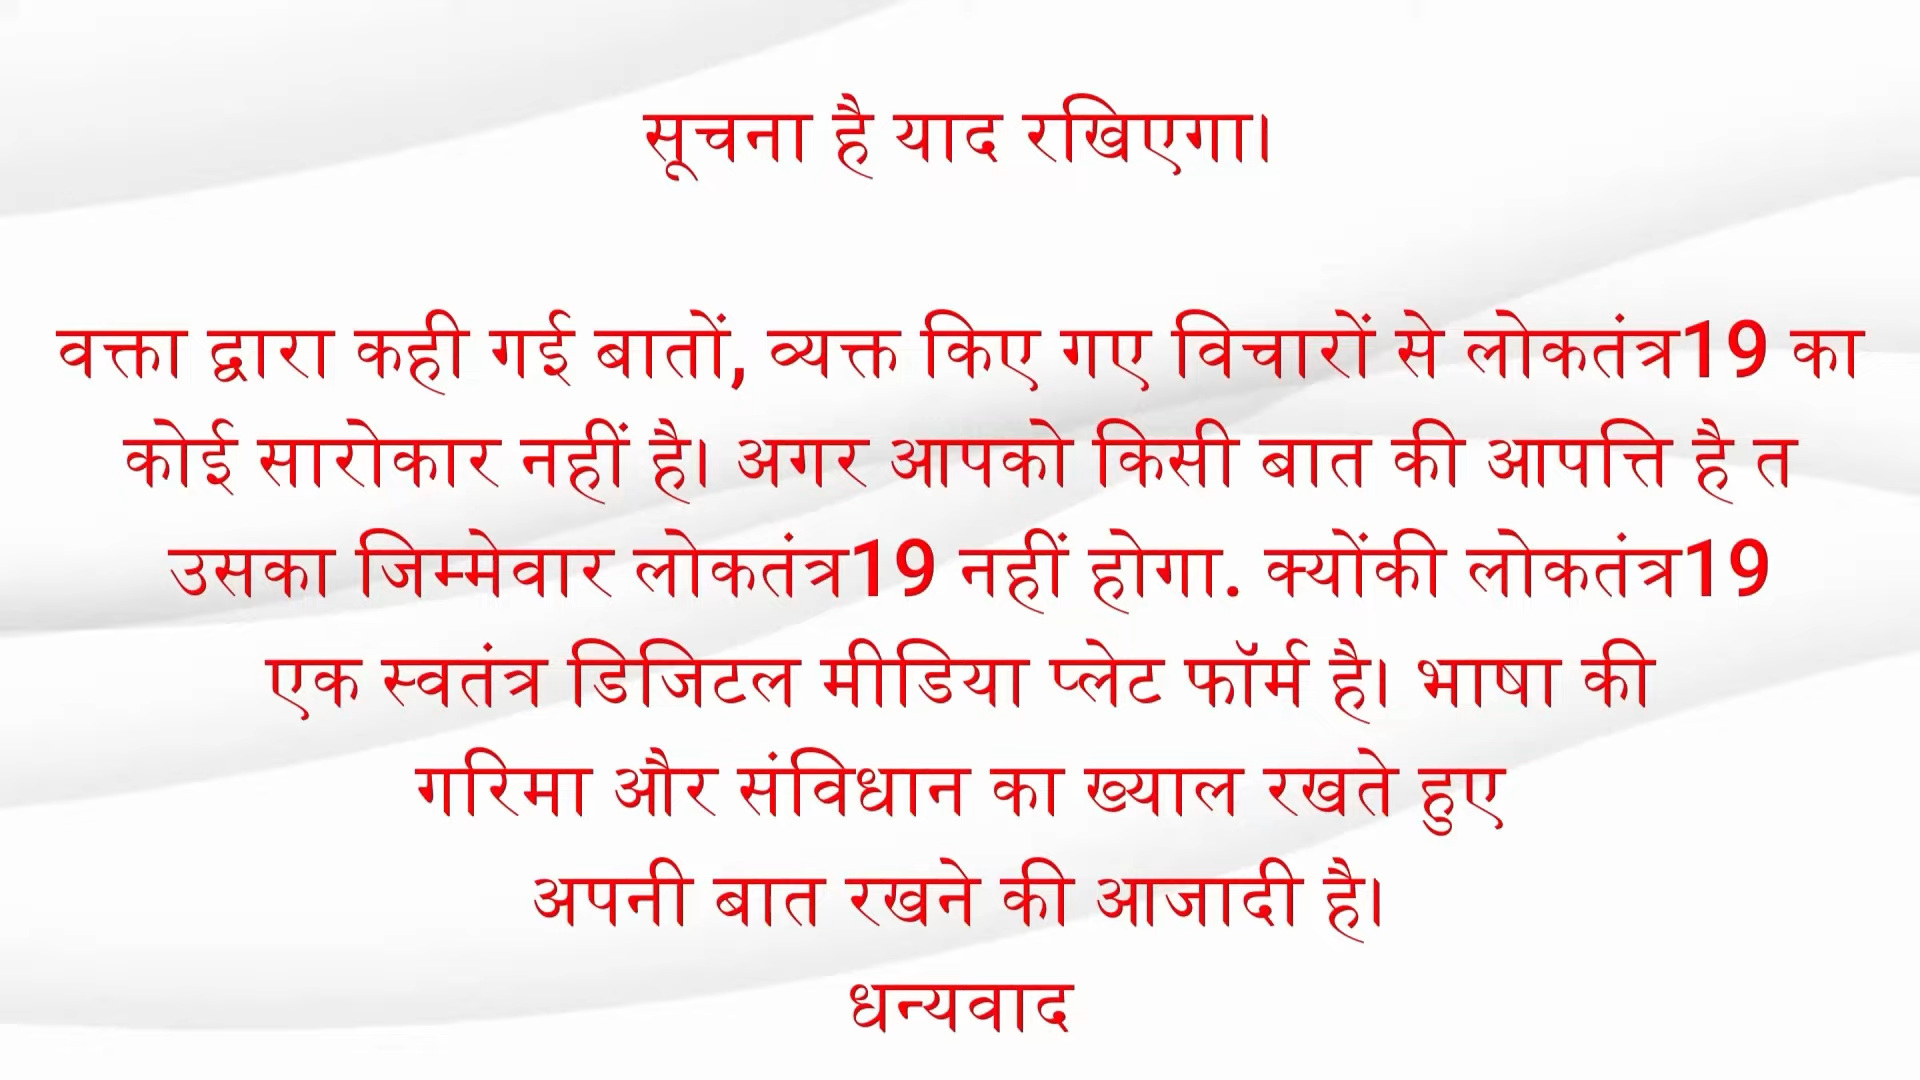 सूचना है याद रखिएगा।
वक्ता द्वारा कही गई बातों, व्यक्त किए गए विचारों से लोकतंत्र19 का
कोई सारोकार नहीं है। अगर आपको किसी बात की आपत्ति है त
उसका जिम्मेवार लोकतंत्र19 नहीं होगा. क्योंकी लोकतंत्र19
एक स्वतंत्र डिजिटल मीडिया प्लेट फॉर्म है। भाषा की
गरिमा और संविधान का ख्याल रखते हुए
अपनी बात रखने की आजादी है।
धन्यवाद